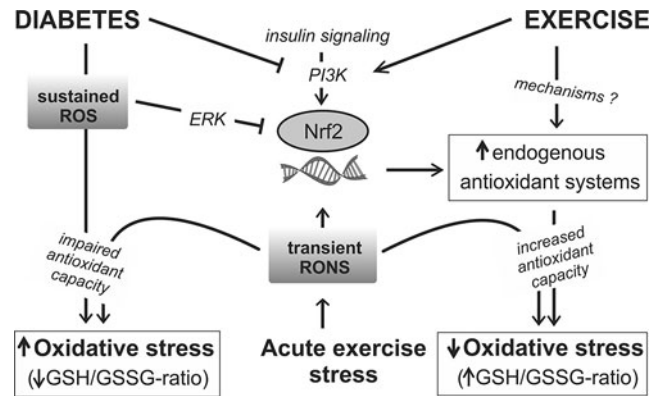 DIABETES
insulin signaling
EXERCISE
PI3K
mechanisms ?
sustained
ROS
ERK
Nrf2
↑ endogenous
antioxidant systems
impaired
antioxidant
capacity
transient
RONS
increased
antioxidant
capacity
↑Oxidative stress
(↓GSH/GSSG-ratio)
Acute exercise
stress
↓Oxidative stress
(↑GSH/GSSG-ratio)